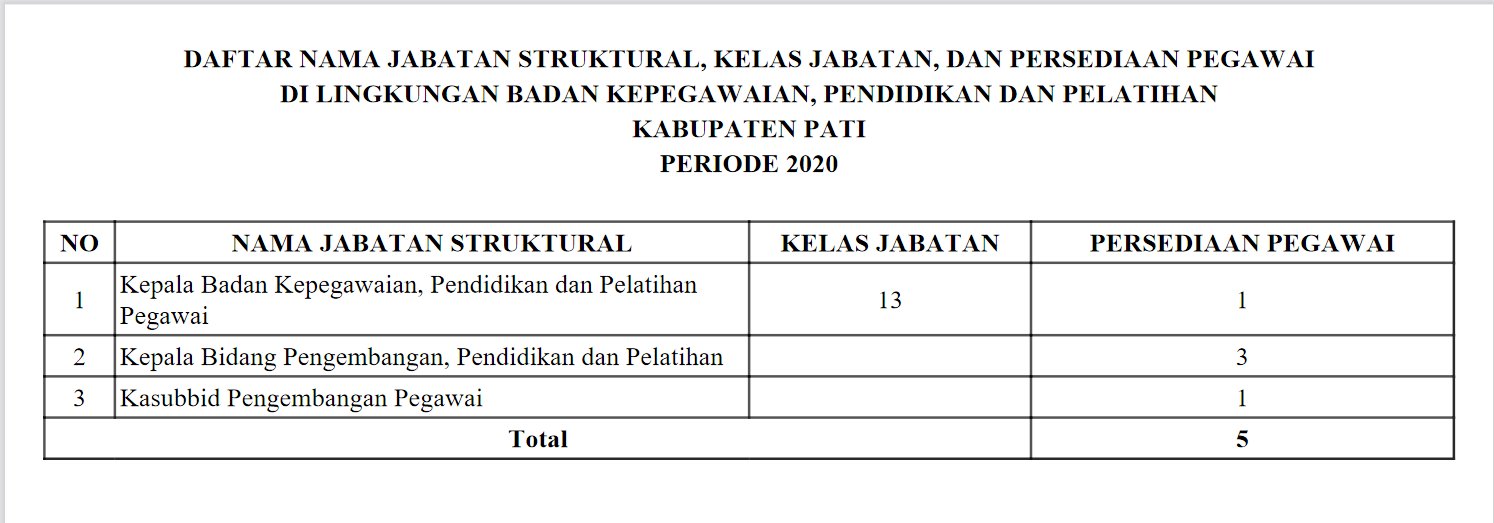 DAFTAR NAMA JABATAN STRUKTURAL, KELAS JABATAN, DAN PERSEDIAAN PEGAWAI
DI LINGKUNGAN BADAN KEPEGAWAIAN, PENDIDIKAN DAN PELATIHAN
KABUPATEN PATI
PERIODE 2020
NO NAMA JABATAN STRUKTURAL KELAS JABATAN PERSEDIAAN PEGAWAI
1 Kepala Badan Kepegawaian, Pendidikan dan Pelatihan
Pegawai 13 1
2 Kepala Bidang Pengembangan, Pendidikan dan Pelatihan 3
3 Kasubbid Pengembangan Pegawai 1
Total 5